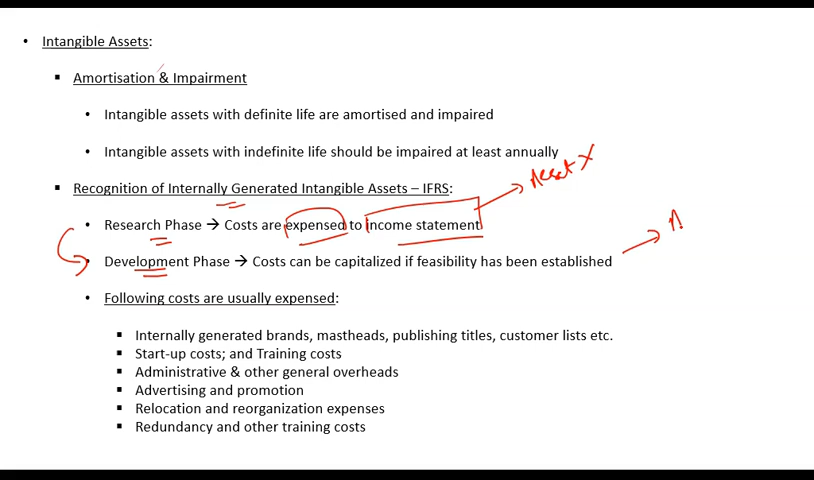 • Intangible Assets:
▪ Amortisation & Impairment
• Intangible assets with definite life are amortised and impaired
• Intangible assets with indefinite life should be impaired at least annually
Asset X
▪ Recognition of Internally Generated Intangible Assets – IFRS:
• Research Phase → Costs are expensed to Income statement
A
• Development Phase → Costs can be capitalized if feasibility has been established
• Following costs are usually expensed:
▪ Internally generated brands, mastheads, publishing titles, customer lists etc.
▪ Start-up costs; and Training costs
▪ Administrative & other general overheads
▪ Advertising and promotion
▪ Relocation and reorganization expenses
▪ Redundancy and other training costs